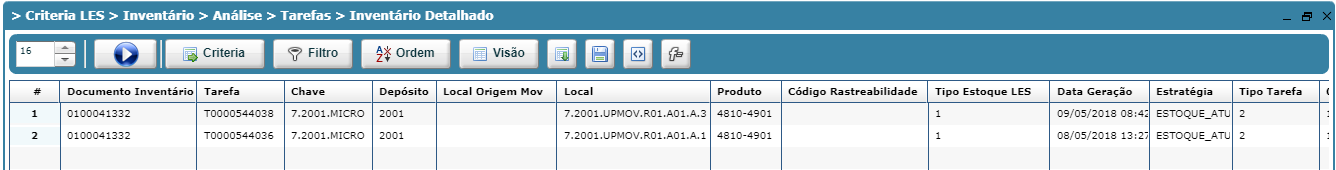 > Criteria LES > Inventário > Análise > Tarefas > Inventário Detalhado
16 Criteria Filtro Ordem Visão
# Documento Inventário Tarefa Chave Depósito Local Origem Mov Local Produto Código Rastreabilidade Tipo Estoque LES Data Geração Estratégia Tipo Tarefa
1 0100041332 T0000544038 7.2001.MICRO 2001 7.2001.UPMOV.R01.A01.A.3 4810-4901 1 09/05/2018 08:42 ESTOQUE_ATU 2
2 0100041332 T0000544036 7.2001.MICRO 2001 7.2001.UPMOV.R01.A01.A.1 4810-4901 1 08/05/2018 13:27 ESTOQUE_ATU 2